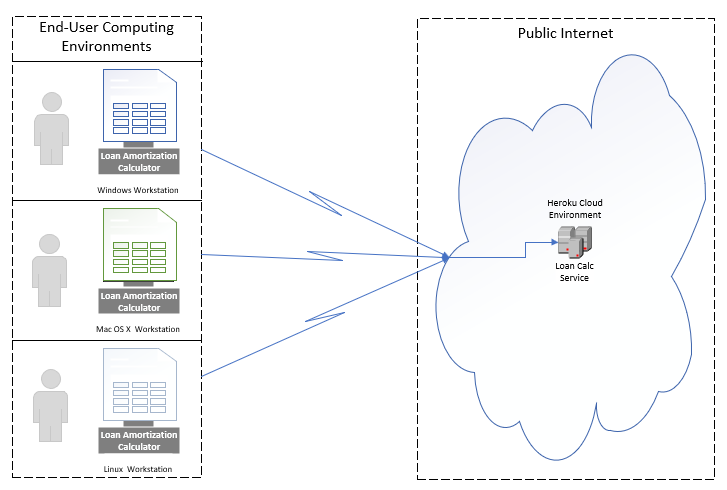 End-User Computing
Environments
Loan Amortization
Calculator
Windows Workstation
Loan Amortization
Calculator
Mac OS X Workstation
Loan Amortization
Calculator
Linux Workstation
Public Internet
Heroku Cloud
Environment
Loan Calc
Service